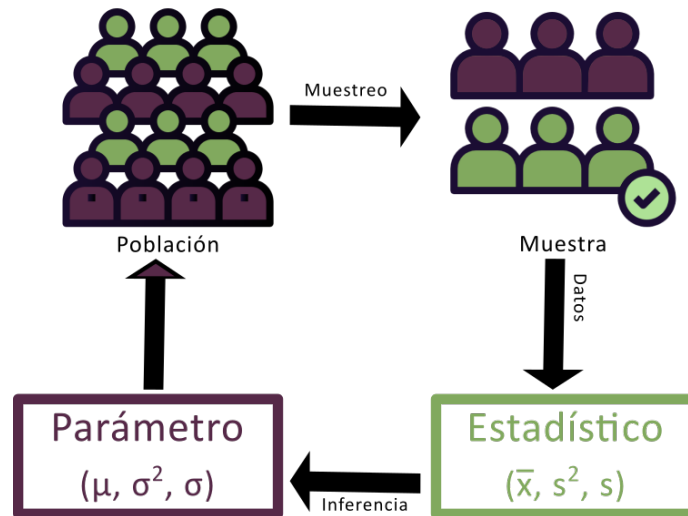 Muestreo
Población
Muestra
Datos
Parámetro
(μ, σ², σ)
Estadístico
(x̅, s², s)
Inferencia